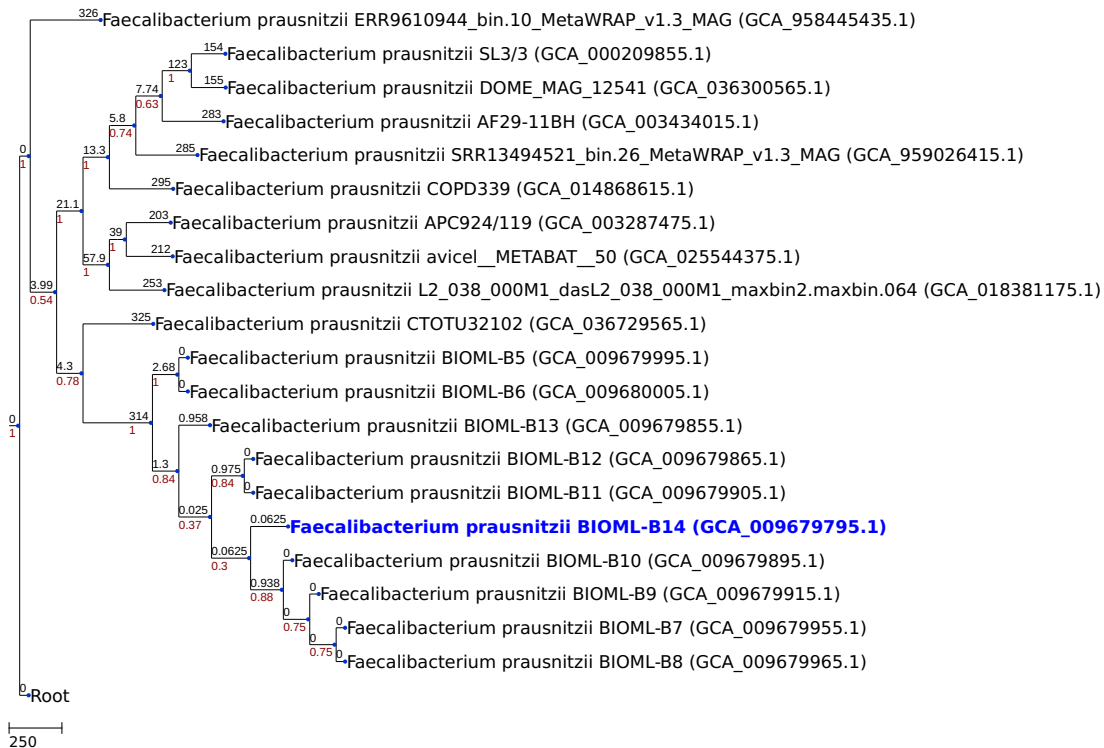 326 Faecalibacterium prausnitzii ERR9610944_bin.10_MetaWRAP_v1.3_MAG (GCA_958445435.1)
154 Faecalibacterium prausnitzii SL3/3 (GCA_000209855.1)
123
1
155 Faecalibacterium prausnitzii DOME_MAG_12541 (GCA_036300565.1)
7.74
0.63
283 Faecalibacterium prausnitzii AF29-11BH (GCA_003434015.1)
5.8
0.74
285 Faecalibacterium prausnitzii SRR13494521_bin.26_MetaWRAP_v1.3_MAG (GCA_959026415.1)
13.3
1
0
1
295 Faecalibacterium prausnitzii COPD339 (GCA_014868615.1)
21.1
1
203 Faecalibacterium prausnitzii APC924/119 (GCA_003287475.1)
39
1
212 Faecalibacterium prausnitzii avicel__METABAT__50 (GCA_025544375.1)
57.9
1
253 Faecalibacterium prausnitzii L2_038_000M1_dasL2_038_000M1_maxbin2.maxbin.064 (GCA_018381175.1)
3.99
0.54
325 Faecalibacterium prausnitzii CTOTU32102 (GCA_036729565.1)
0 Faecalibacterium prausnitzii BIOML-B5 (GCA_009679995.1)
4.3
0.78
2.68
1
0 Faecalibacterium prausnitzii BIOML-B6 (GCA_009680005.1)
314
1
0
1
0.958 Faecalibacterium prausnitzii BIOML-B13 (GCA_009679855.1)
1.3
0.84
0 Faecalibacterium prausnitzii BIOML-B12 (GCA_009679865.1)
0.975
0.84
0 Faecalibacterium prausnitzii BIOML-B11 (GCA_009679905.1)
0.025
0.37
0.0625 Faecalibacterium prausnitzii BIOML-B14 (GCA_009679795.1)
0.0625
0.3
0 Faecalibacterium prausnitzii BIOML-B10 (GCA_009679895.1)
0.938
0.88
0 Faecalibacterium prausnitzii BIOML-B9 (GCA_009679915.1)
0
0.75
0 Faecalibacterium prausnitzii BIOML-B7 (GCA_009679955.1)
0
0.75
0 Faecalibacterium prausnitzii BIOML-B8 (GCA_009679965.1)
0 Root
250